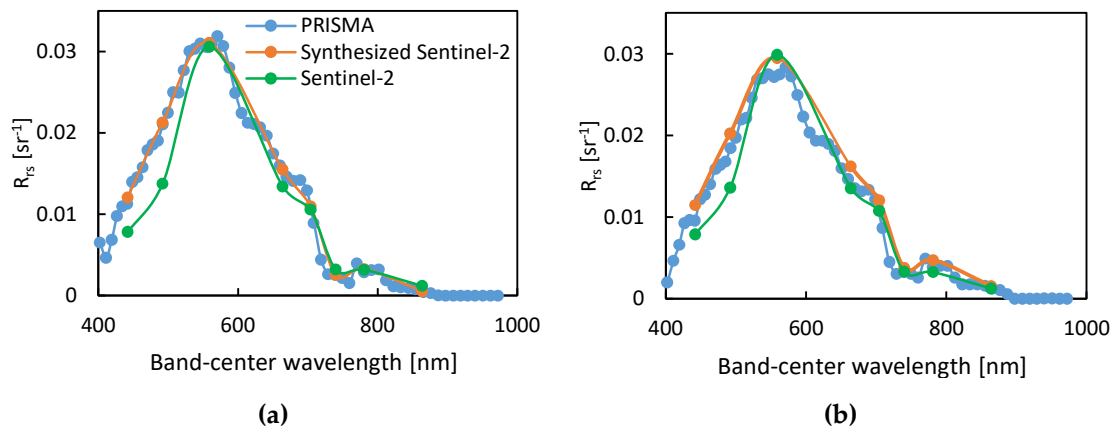 PRISMA
Synthesized Sentinel-2
Sentinel-2
0.03
0.02
0.01
0
R_rs [sr⁻¹]
400 600 800 1000
Band-center wavelength [nm]
(a)
0.03
0.02
0.01
0
R_rs [sr⁻¹]
400 600 800 1000
Band-center wavelength [nm]
(b)